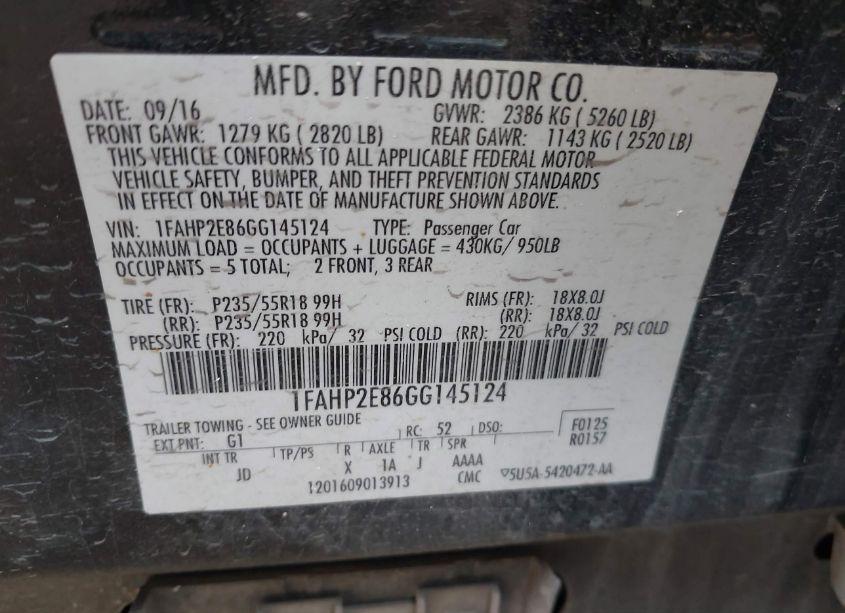 MFD. BY FORD MOTOR CO.
DATE: 09/16 GVWR: 2386 KG ( 5260 LB)
FRONT GAWR: 1279 KG ( 2820 LB) REAR GAWR: 1143 KG ( 2520 LB)
THIS VEHICLE CONFORMS TO ALL APPLICABLE FEDERAL MOTOR
VEHICLE SAFETY, BUMPER, AND THEFT PREVENTION STANDARDS
IN EFFECT ON THE DATE OF MANUFACTURE SHOWN ABOVE.
VIN: 1FAHP2E86GG145124 TYPE: Passenger Car
MAXIMUM LOAD = OCCUPANTS + LUGGAGE = 430KG/ 950LB
OCCUPANTS = 5 TOTAL; 2 FRONT, 3 REAR
TIRE (FR): P235/55R18 99H RIMS (FR): 18X8.0J
(RR): P235/55R18 99H (RR): 18X8.0J
PRESSURE (FR): 220 kPa/ 32 PSI COLD (RR): 220 kPa/ 32 PSI COLD
1FAHP2E86GG145124
TRAILER TOWING - SEE OWNER GUIDE
EXT PNT: G1 RC: 52 DSO: F0125
R0157
INT TR TP/PS R AXLE TR SPR
JD X 1A J AAAA
1201609013913 CMC 5U5A-5420472-AA